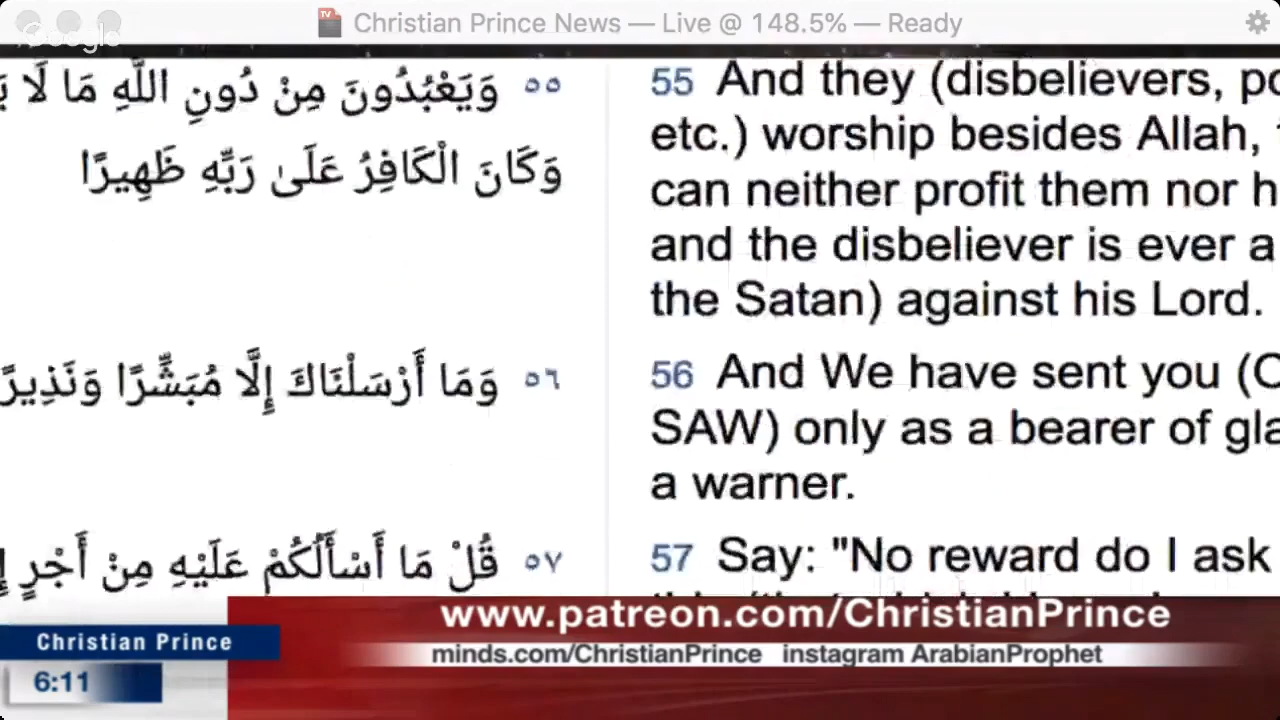 Christian Prince News — Live @ 148.5% — Ready
Google
٥٥ وَيَعْبُدُونَ مِنْ دُونِ اللَّهِ مَا لَا
وَكَانَ الْكَافِرُ عَلَىٰ رَبِّهِ ظَهِيرًا
55 And they (disbelievers, po
etc.) worship besides Allah,
can neither profit them nor h
and the disbeliever is ever a
the Satan) against his Lord.
٥٦ وَمَا أَرْسَلْنَاكَ إِلَّا مُبَشِّرًا وَنَذِيرًا
56 And We have sent you (O
SAW) only as a bearer of gla
a warner.
٥٧ قُلْ مَا أَسْأَلُكُمْ عَلَيْهِ مِنْ أَجْرٍ
57 Say: "No reward do I ask
www.patreon.com/ChristianPrince
Christian Prince
minds.com/ChristianPrince instagram ArabianProphet
6:11